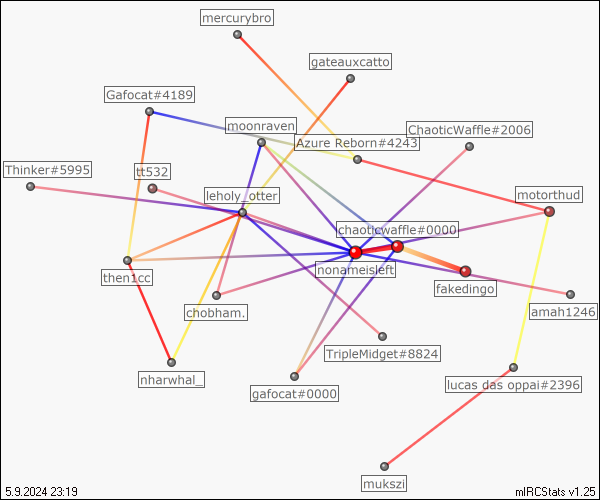 mercurybro
gateauxcatto
Gafocat#4189
moonraven
ChaoticWaffle#2006
Azure Reborn#4243
Thinker#5995
tt532
leholy_otter
motorthud
chaoticwaffle#0000
nonameisleft
then1cc
fakedingo
chobham.
amah1246
TripleMidget#8824
nharwhal_
gafocat#0000
lucas das oppai#2396
mukszi
5.9.2024 23:19
mIRCStats v1.25